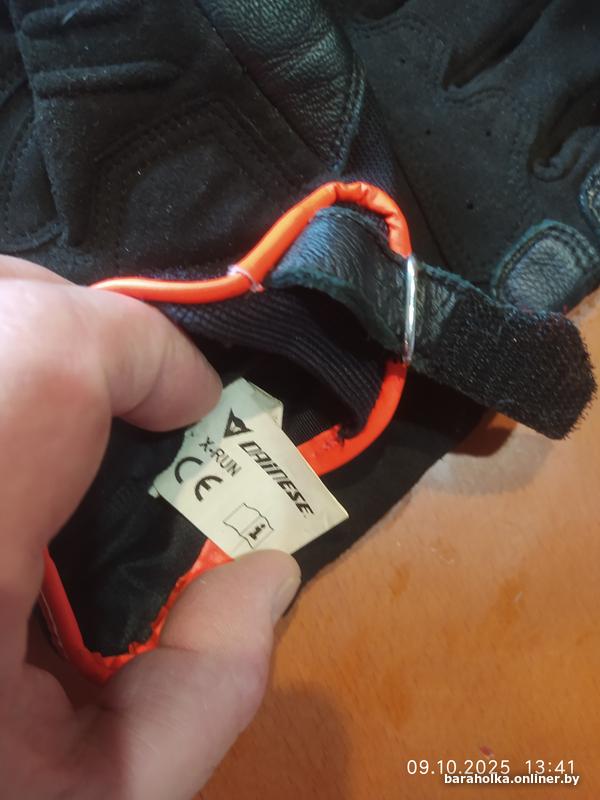 DAINESE
X-RUN
CE
i
09.10.2025 13:41
baraholka.onliner.by